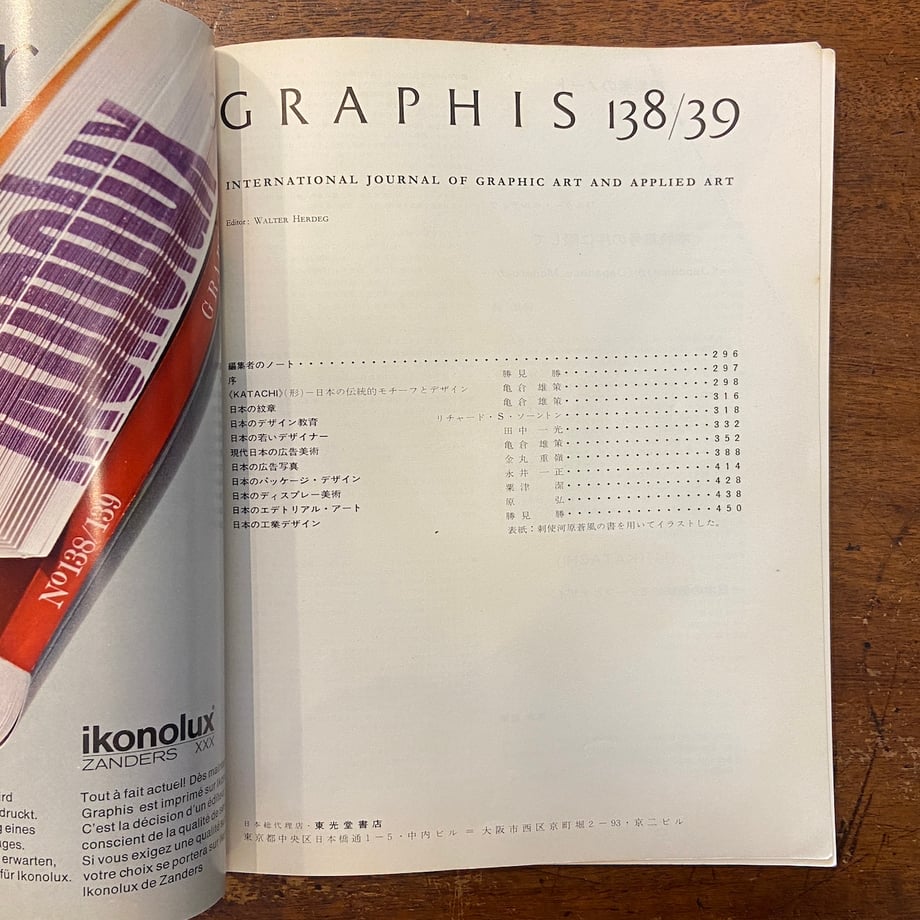 r
GRAPHIS 138/39
INTERNATIONAL JOURNAL OF GRAPHIC ART AND APPLIED ART
Editor: WALTER HERDEG
編集者のノート 296
序 勝見 勝 297
〈KATACHI〉(形)—日本の伝統的モチーフとデザイン 亀倉 雄策 298
日本の紋章 亀倉 雄策 316
日本のデザイン教育 リチャード・S・ソーントン 318
日本の若いデザイナー 田中 一光 332
現代日本の広告美術 亀倉 雄策 352
日本の広告写真 金丸 重嶺 388
日本のパッケージ・デザイン 永井 一正 414
日本のディスプレー美術 粟津 潔 428
日本のエデトリアル・アート 原 弘 438
日本の工業デザイン 勝見 勝 450
表紙：勅使河原蒼風の書を用いてイラストした。
日本総代理店・東光堂書店
東京都中央区日本橋通1−5・中内ビル = 大阪市西区京町堀2−93・京二ビル
GRA
No 138/139
ikonolux
ZANDERS XXX
Tout à fait actuel! Dès
Graphis est imprimé sur
C'est la décision d'un
conscient de la qualité de
Si vous exigez une qualité
votre choix se portera sur
Ikonolux de Zanders
druckt.
eines
erwarten,
für Ikonolux.